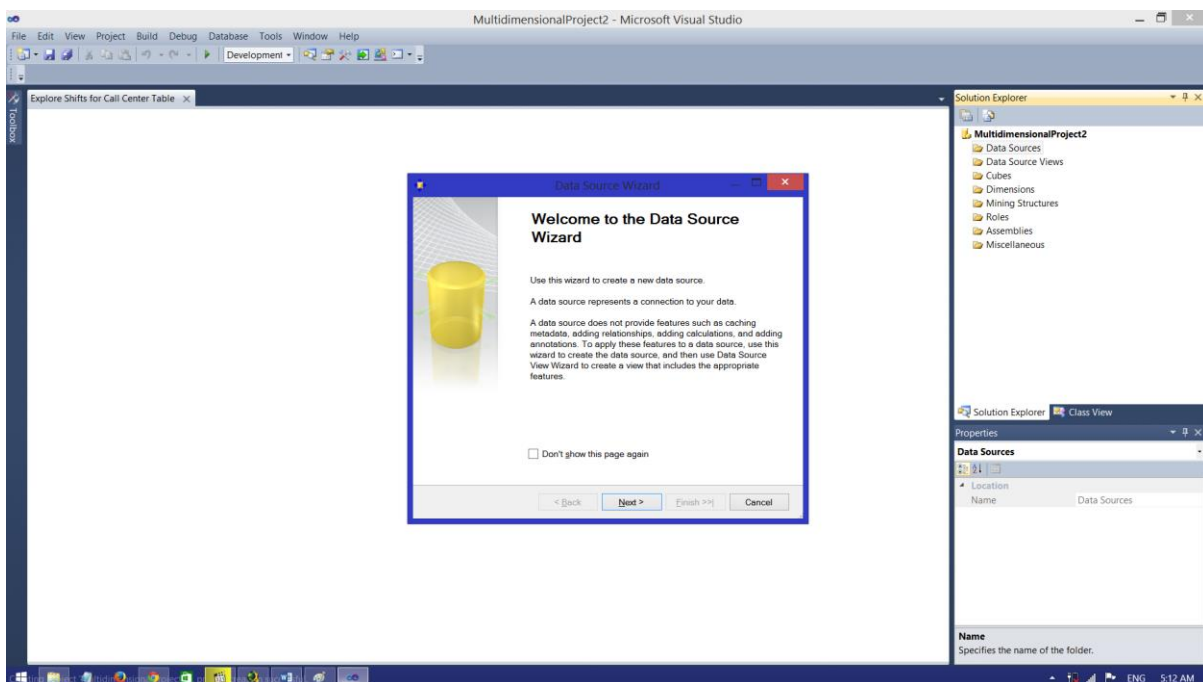 MultidimensionalProject2 - Microsoft Visual Studio
File Edit View Project Build Debug Database Tools Window Help
Development
Explore Shifts for Call Center Table
Toolbox
Data Source Wizard
Welcome to the Data Source
Wizard
Use this wizard to create a new data source.
A data source represents a connection to your data.
A data source does not provide features such as caching
metadata, adding relationships, adding calculations, and adding
annotations. To apply these features to a data source, use this
wizard to create the data source, and then use Data Source
View Wizard to create a view that includes the appropriate
features.
Don't show this page again
< Back Next > Finish >>| Cancel
Solution Explorer
MultidimensionalProject2
Data Sources
Data Source Views
Cubes
Dimensions
Mining Structures
Roles
Assemblies
Miscellaneous
Solution Explorer Class View
Properties
Data Sources
Location
Name Data Sources
Name
Specifies the name of the folder.
ENG 5:12 AM